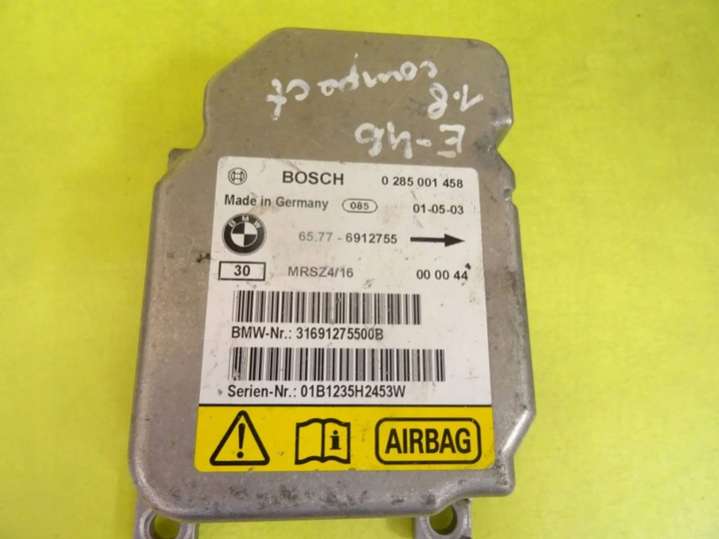 1.8
compact
E-46
BOSCH 0 285 001 458
Made in Germany 085 01-05-03
BMW
65.77 - 6912755
30 MRSZ4/16 00 00 44
BMW-Nr.: 31691275500B
Serien-Nr.: 01B1235H2453W
AIRBAG